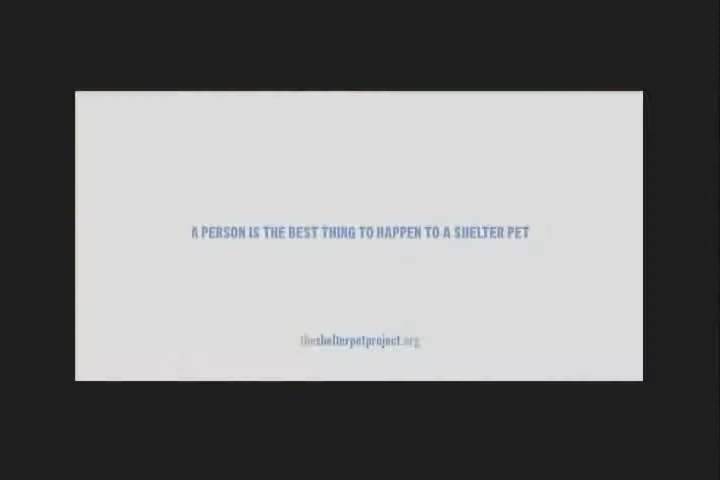 A PERSON IS THE BEST THING TO HAPPEN TO A SHELTER PET
theshelterpetproject.org